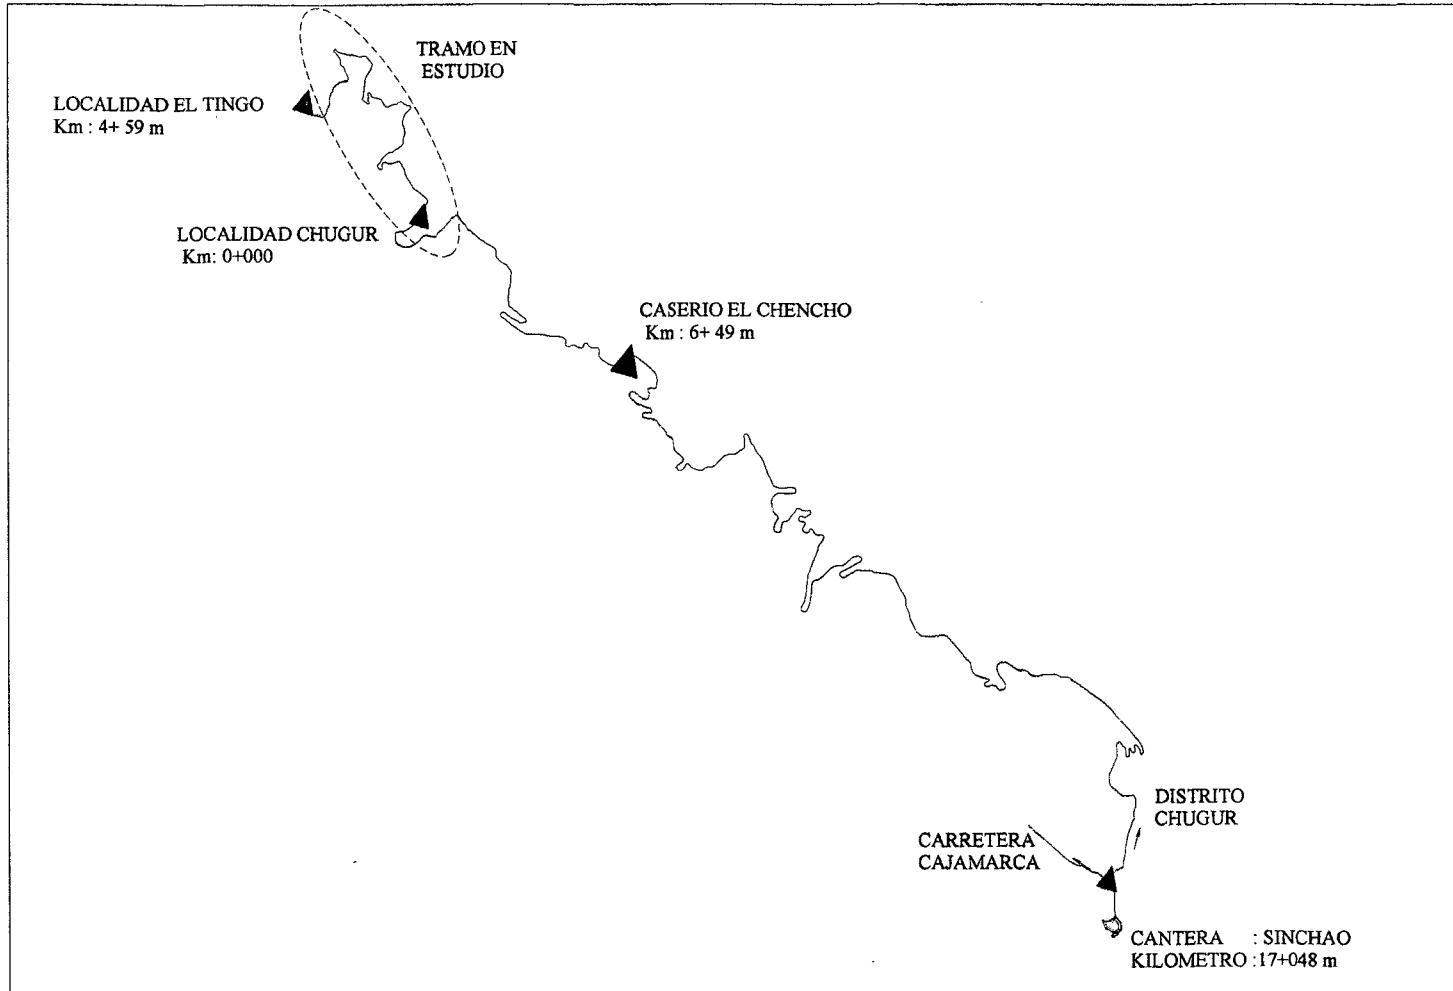 TRAMO EN
ESTUDIO
LOCALIDAD EL TINGO
Km : 4+ 59 m
LOCALIDAD CHUGUR
Km: 0+000
CASERIO EL CHENCHO
Km : 6+ 49 m
DISTRITO
CHUGUR
CARRETERA
CAJAMARCA
CANTERA : SINCHAO
KILOMETRO :17+048 m